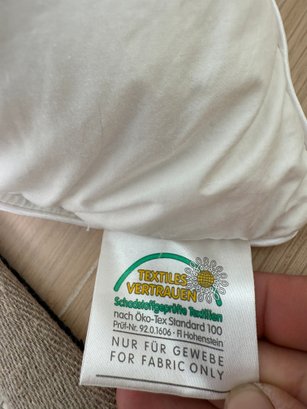 TEXTILES
VERTRAUEN
Schadstoffgeprüfte Textilien
nach Öko-Tex Standard 100
Prüf-Nr. 92.0.1606 · FI Hohenstein
NUR FÜR GEWEBE
FOR FABRIC ONLY